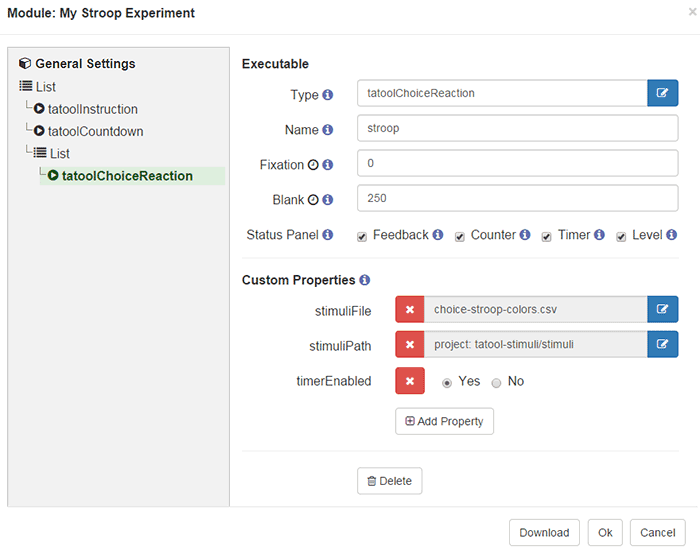 Module: My Stroop Experiment
×
General Settings
List
tatoolInstruction
tatoolCountdown
List
tatoolChoiceReaction
Executable
Type tatoolChoiceReaction
Name stroop
Fixation 0
Blank 250
Status Panel Feedback Counter Timer Level
Custom Properties
stimuliFile choice-stroop-colors.csv
stimuliPath project: tatool-stimuli/stimuli
timerEnabled Yes No
Add Property
Delete
Download Ok Cancel